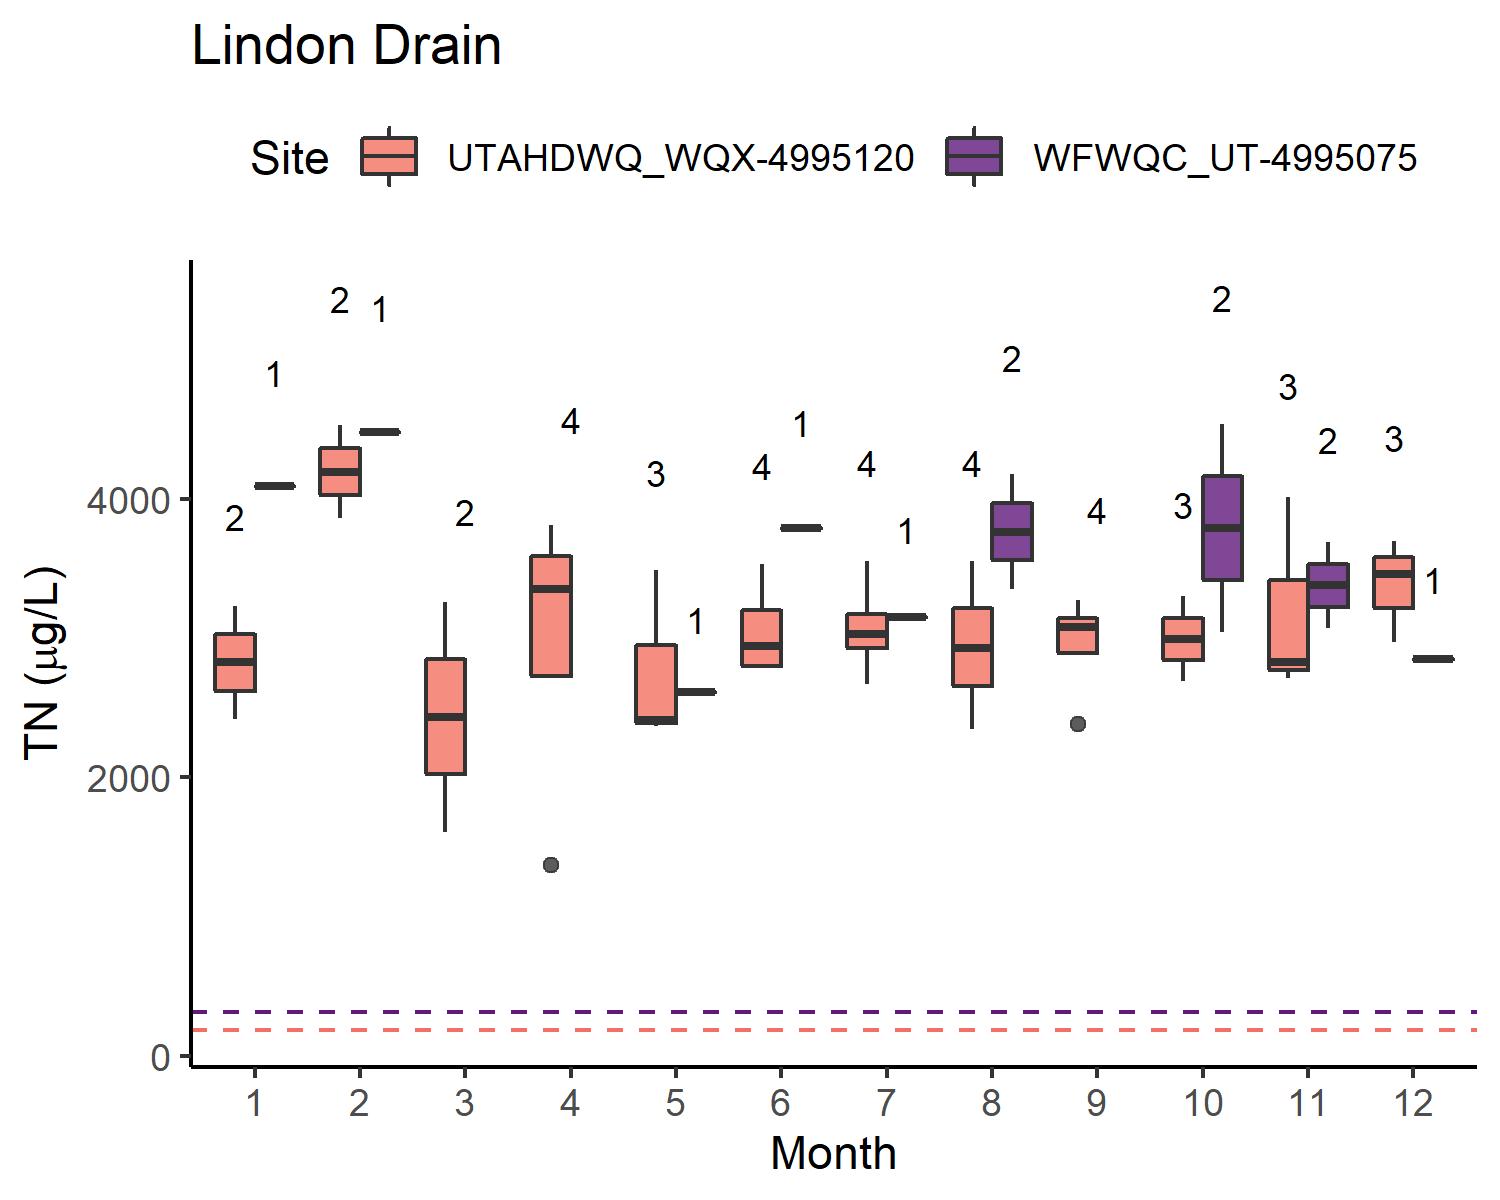 Lindon Drain
Site UTAHDWQ_WQX-4995120 WFWQC_UT-4995075
2 1 2 1 2 4 3 1 4 1 4 1 4 2 4 3 2 3 2 3 1
TN (µg/L)
4000
2000
0
1 2 3 4 5 6 7 8 9 10 11 12
Month